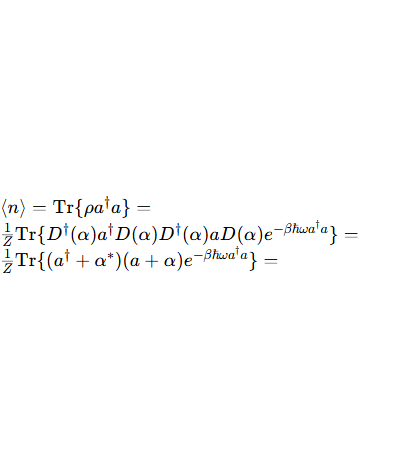 ⟨n⟩ = Tr{ρa†a} =
1/Z Tr{D†(α)a†D(α)D†(α)aD(α)e^{−βℏωa†a}} =
1/Z Tr{(a† + α*)(a + α)e^{−βℏωa†a}} =